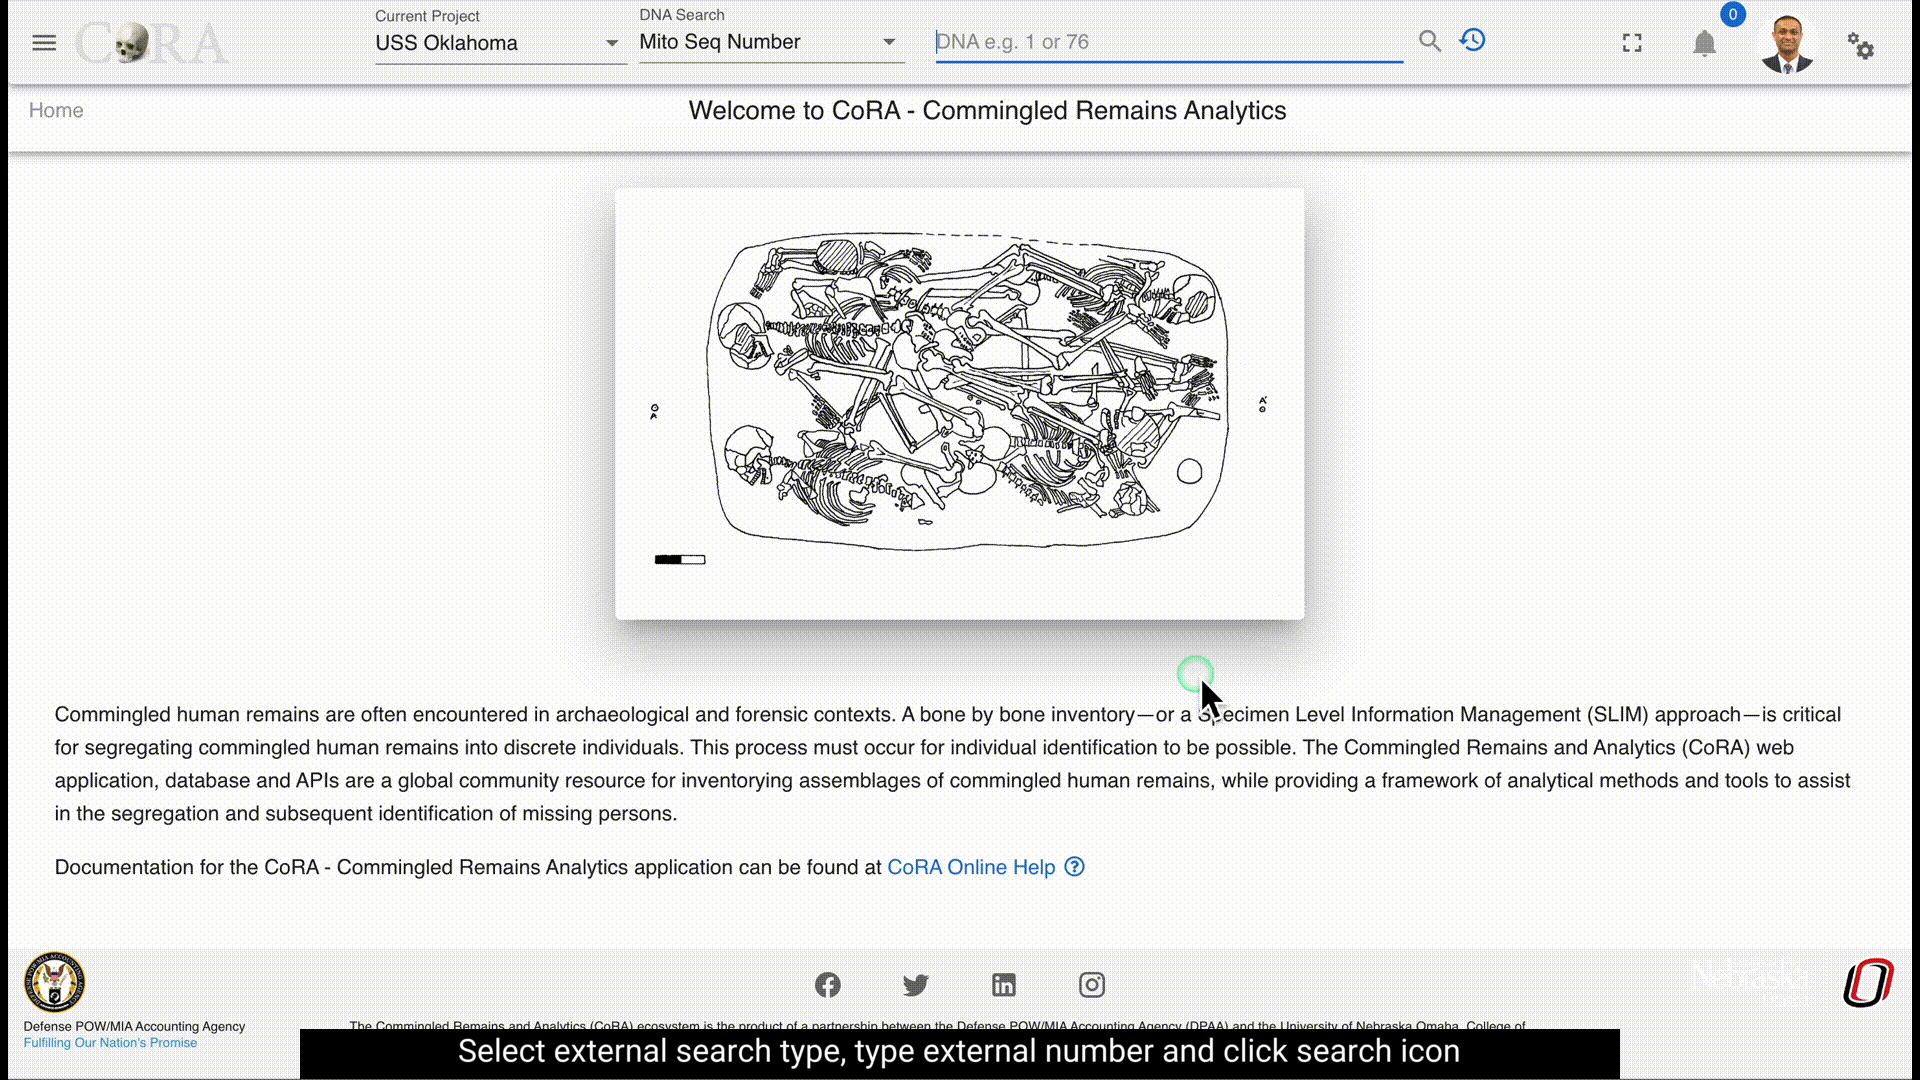 Current Project
USS Oklahoma
DNA Search
Mito Seq Number
DNA e.g. 1 or 76
0
CoRA
Home
Welcome to CoRA - Commingled Remains Analytics
A
A'
Commingled human remains are often encountered in archaeological and forensic contexts. A bone by bone inventory—or a Specimen Level Information Management (SLIM) approach—is critical
for segregating commingled human remains into discrete individuals. This process must occur for individual identification to be possible. The Commingled Remains and Analytics (CoRA) web
application, database and APIs are a global community resource for inventorying assemblages of commingled human remains, while providing a framework of analytical methods and tools to assist
in the segregation and subsequent identification of missing persons.
Documentation for the CoRA - Commingled Remains Analytics application can be found at CoRA Online Help
Nebraska
Defense POW/MIA Accounting Agency
Fulfilling Our Nation's Promise
The Commingled Remains and Analytics (CoRA) ecosystem is the product of a partnership between the Defense POW/MIA Accounting Agency (DPAA) and the University of Nebraska Omaha, College of
Select external search type, type external number and click search icon